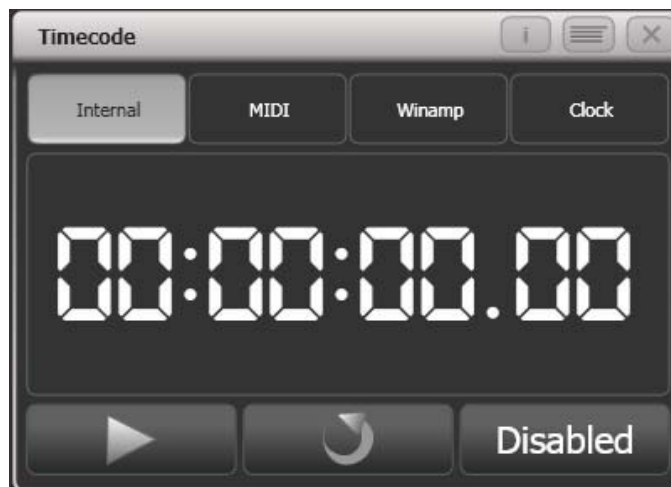 Timecode
i
Internal MIDI Winamp Clock
00:00:00.00
Disabled